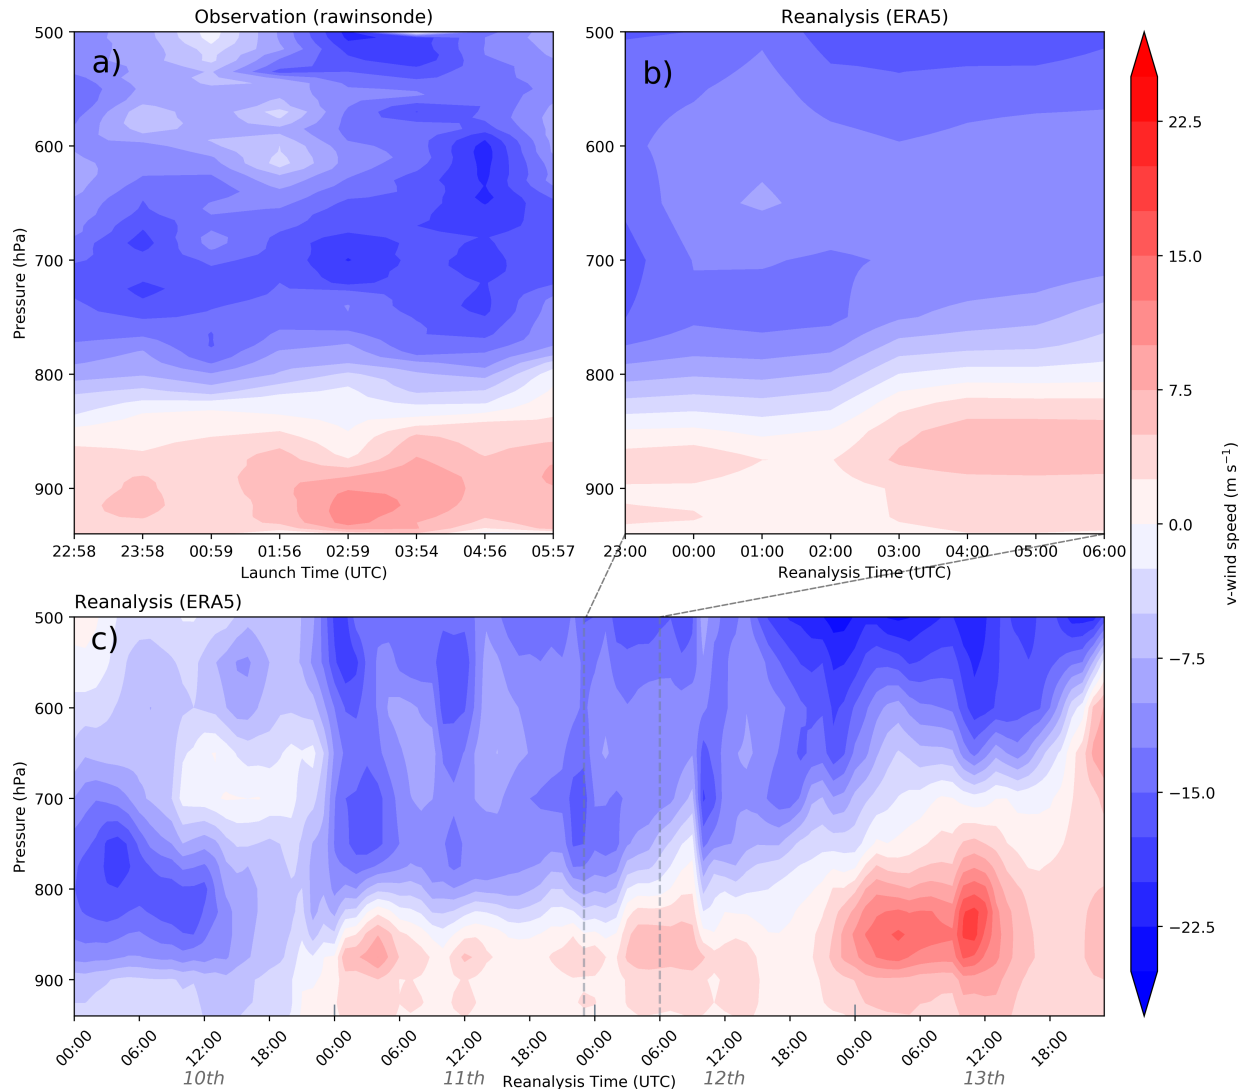 Observation (rawinsonde)
Reanalysis (ERA5)
a)
b)
500
600
700
800
900
Pressure (hPa)
22:58 23:58 00:59 01:56 02:59 03:54 04:56 05:57
Launch Time (UTC)
500
600
700
800
900
23:00 00:00 01:00 02:00 03:00 04:00 05:00 06:00
Reanalysis Time (UTC)
Reanalysis (ERA5)
c)
500
600
700
800
900
Pressure (hPa)
00:00 06:00 12:00 18:00 00:00 06:00 12:00 18:00 00:00 06:00 12:00 18:00 00:00 06:00 12:00 18:00
10th 11th 12th 13th
Reanalysis Time (UTC)
22.5
15.0
7.5
0.0
−7.5
−15.0
−22.5
v-wind speed (m s⁻¹)